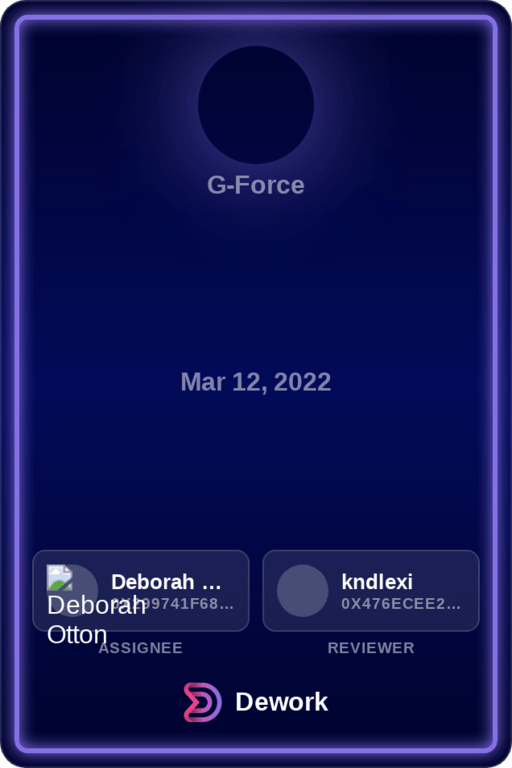 G-Force
Mar 12, 2022
Deborah ...
Deborah
Otton
ASSIGNEE
kndlexi
0X476ECEE2...
REVIEWER
Dework